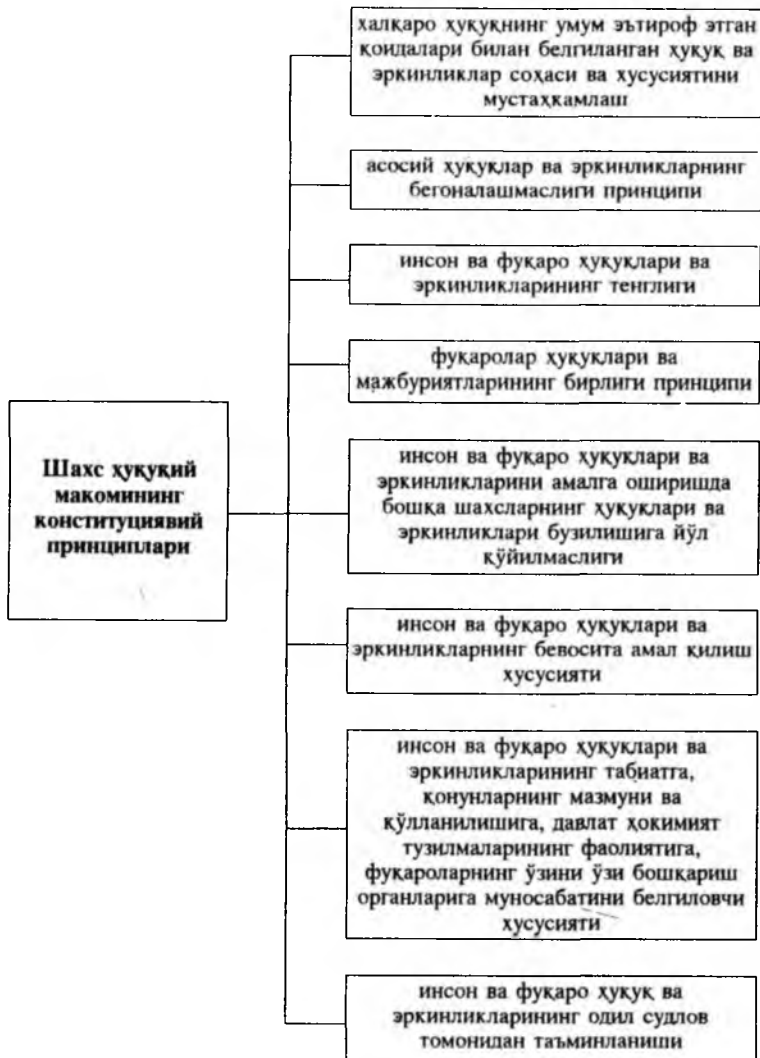 халқаро ҳуқуқнинг умум эътироф этган
қоидалари билан белгиланган ҳуқуқ ва
эркинликлар соҳаси ва хусусиятини
мустаҳкамлаш
асосий ҳуқуқлар ва эркинликларнинг
бегоналашмаслиги принципи
инсон ва фуқаро ҳуқуқлари ва
эркинликларининг тенглиги
фуқаролар ҳуқуқлари ва
мажбуриятларининг бирлиги принципи
Шахс ҳуқуқий
мақомининг
конституциявий
принциплари
инсон ва фуқаро ҳуқуқлари ва
эркинликларини амалга оширишда
бошқа шахсларнинг ҳуқуқлари ва
эркинликлари бузилишига йўл
қўйилмаслиги
инсон ва фуқаро ҳуқуқлари ва
эркинликларнинг бевосита амал қилиш
хусусияти
инсон ва фуқаро ҳуқуқлари ва
эркинликларининг табиатга,
қонунларнинг мазмуни ва
қўлланилишига, давлат ҳокимият
тузилмаларининг фаолиятига,
фуқароларнинг ўзини ўзи бошқариш
органларига муносабатини белгиловчи
хусусияти
инсон ва фуқаро ҳуқуқ ва
эркинликларининг одил судлов
томонидан таъминланиши